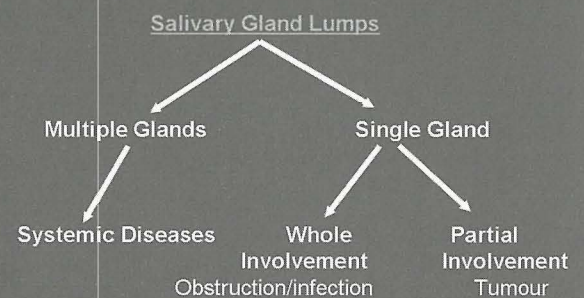 Salivary Gland Lumps
Multiple Glands
Single Gland
Systemic Diseases
Whole
Involvement
Obstruction/infection
Partial
Involvement
Tumour